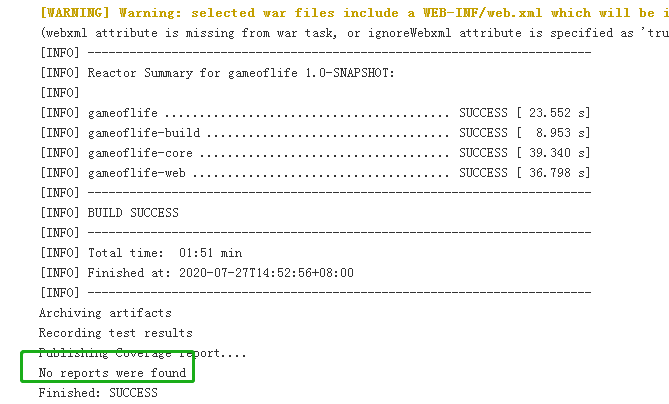 [WARNING] Warning: selected war files include a WEB-INF/web.xml which will be i
(webxml attribute is missing from war task, or ignoreWebxml attribute is specified as 'tru
[INFO] ------------------------------------------------------------------------
[INFO] Reactor Summary for gameoflife 1.0-SNAPSHOT:
[INFO]
[INFO] gameoflife ......................................... SUCCESS [ 23.552 s]
[INFO] gameoflife-build ................................... SUCCESS [  8.953 s]
[INFO] gameoflife-core .................................... SUCCESS [ 39.340 s]
[INFO] gameoflife-web ..................................... SUCCESS [ 36.798 s]
[INFO] ------------------------------------------------------------------------
[INFO] BUILD SUCCESS
[INFO] ------------------------------------------------------------------------
[INFO] Total time:  01:51 min
[INFO] Finished at: 2020-07-27T14:52:56+08:00
[INFO] ------------------------------------------------------------------------
Archiving artifacts
Recording test results
Publishing Coverage report....
No reports were found
Finished: SUCCESS